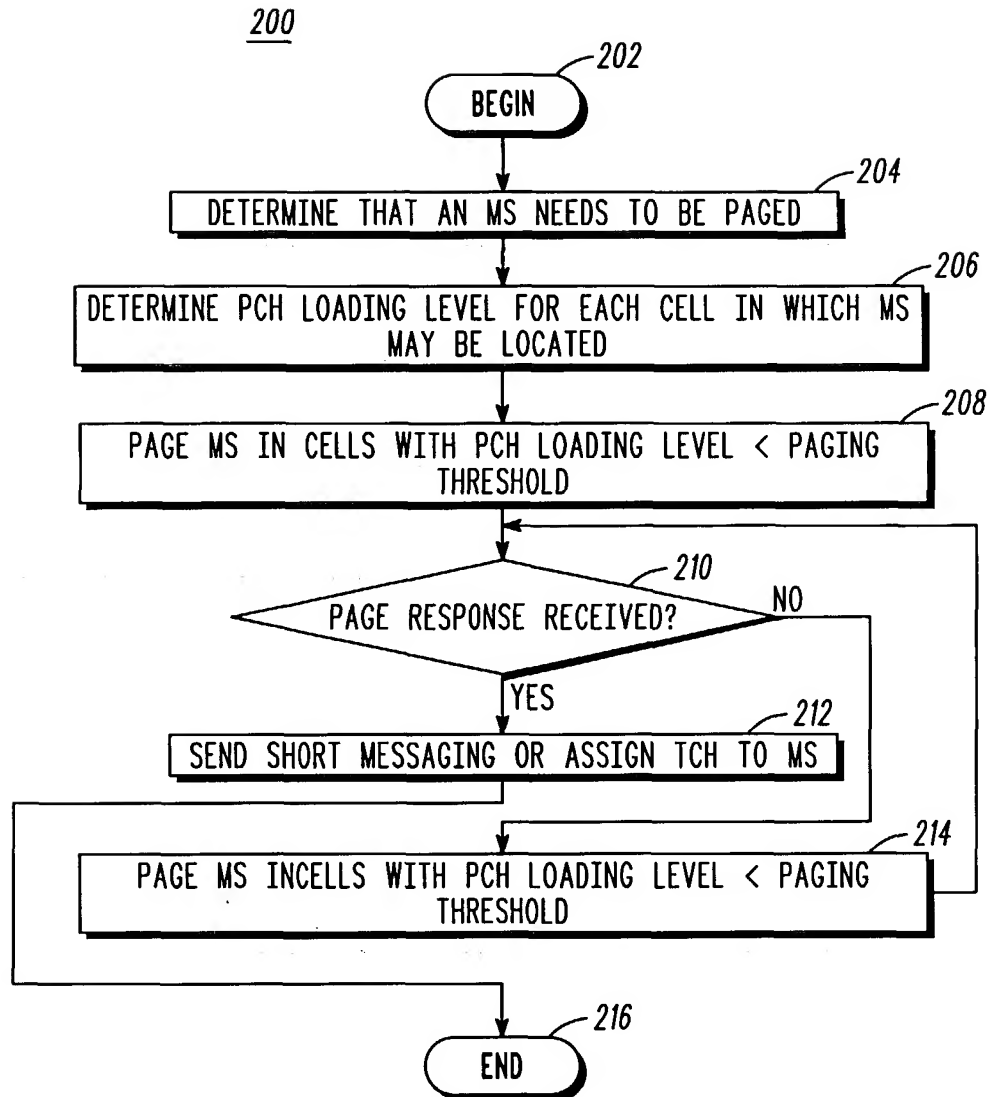 200
202
BEGIN
204
DETERMINE THAT AN MS NEEDS TO BE PAGED
206
DETERMINE PCH LOADING LEVEL FOR EACH CELL IN WHICH MS
MAY BE LOCATED
208
PAGE MS IN CELLS WITH PCH LOADING LEVEL < PAGING
THRESHOLD
210
PAGE RESPONSE RECEIVED?
NO
YES
212
SEND SHORT MESSAGING OR ASSIGN TCH TO MS
214
PAGE MS INCELLS WITH PCH LOADING LEVEL < PAGING
THRESHOLD
216
END